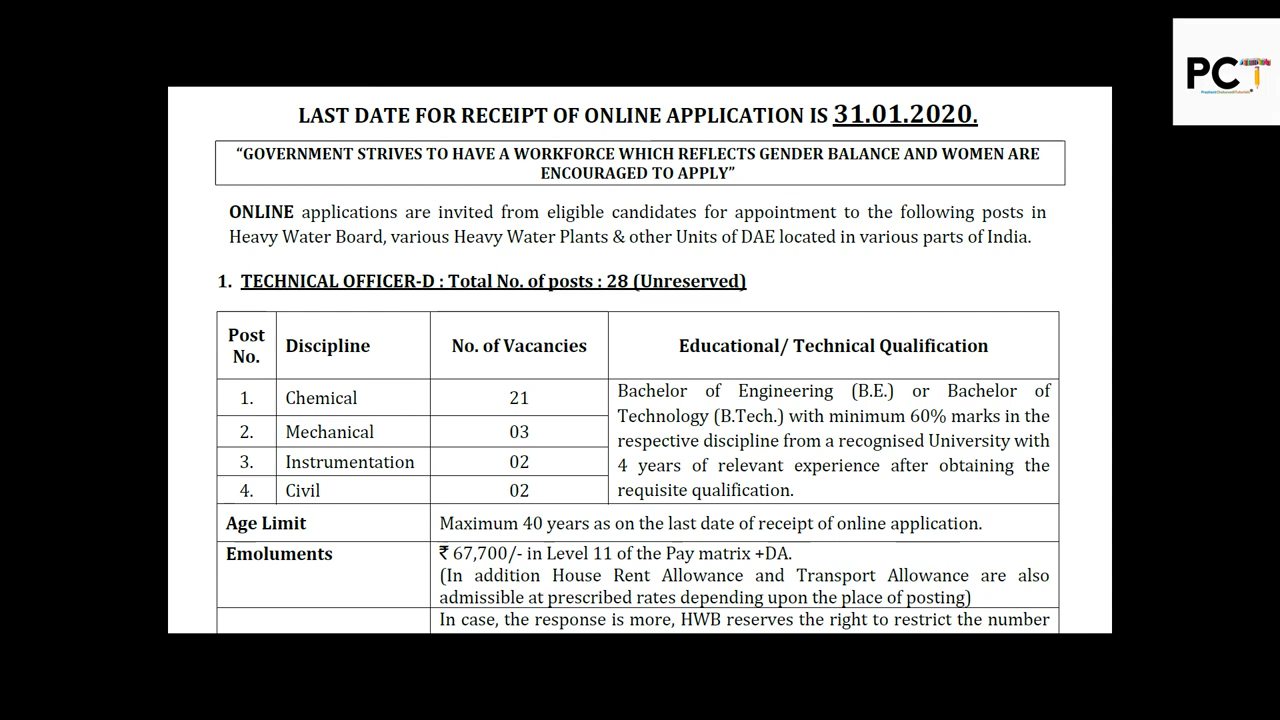 PCT
LAST DATE FOR RECEIPT OF ONLINE APPLICATION IS 31.01.2020.
“GOVERNMENT STRIVES TO HAVE A WORKFORCE WHICH REFLECTS GENDER BALANCE AND WOMEN ARE
ENCOURAGED TO APPLY”
ONLINE applications are invited from eligible candidates for appointment to the following posts in
Heavy Water Board, various Heavy Water Plants & other Units of DAE located in various parts of India.
1. TECHNICAL OFFICER-D : Total No. of posts : 28 (Unreserved)
Post No. Discipline No. of Vacancies Educational/ Technical Qualification
1. Chemical 21
2. Mechanical 03
3. Instrumentation 02
4. Civil 02
Bachelor of Engineering (B.E.) or Bachelor of
Technology (B.Tech.) with minimum 60% marks in the
respective discipline from a recognised University with
4 years of relevant experience after obtaining the
requisite qualification.
Age Limit Maximum 40 years as on the last date of receipt of online application.
Emoluments ₹ 67,700/- in Level 11 of the Pay matrix +DA.
(In addition House Rent Allowance and Transport Allowance are also
admissible at prescribed rates depending upon the place of posting)
In case, the response is more, HWB reserves the right to restrict the number